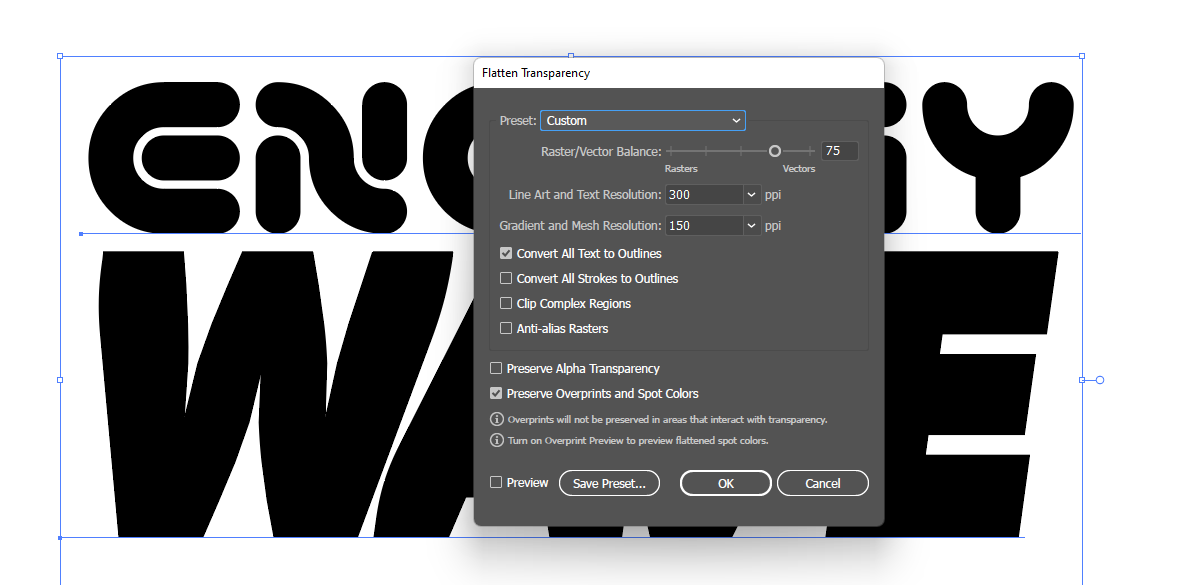 Flatten Transparency
Preset: Custom
Raster/Vector Balance: 75
Rasters Vectors
Line Art and Text Resolution: 300 ppi
Gradient and Mesh Resolution: 150 ppi
Convert All Text to Outlines
Convert All Strokes to Outlines
Clip Complex Regions
Anti-alias Rasters
Preserve Alpha Transparency
Preserve Overprints and Spot Colors
Overprints will not be preserved in areas that interact with transparency.
Turn on Overprint Preview to preview flattened spot colors.
Preview Save Preset... OK Cancel